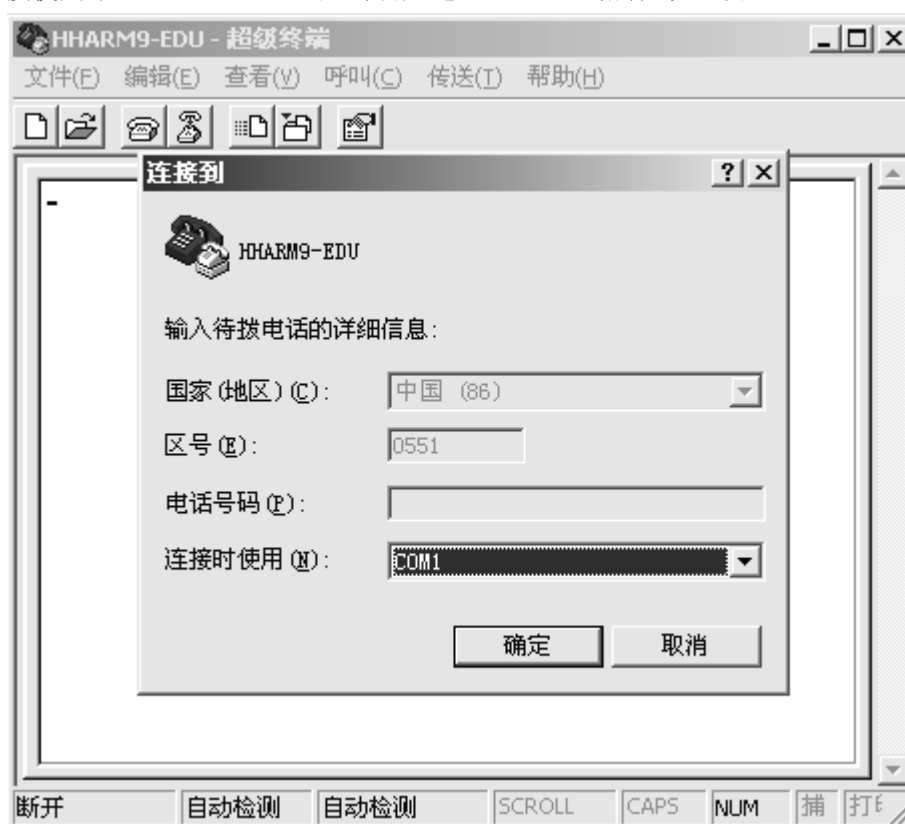 HHARM9-EDU - 超级终端
文件(F) 编辑(E) 查看(V) 呼叫(C) 传送(T) 帮助(H)
连接到
HHARM9-EDU
输入待拨电话的详细信息:
国家(地区)(C): 中国 (86)
区号(E): 0551
电话号码(P):
连接时使用(N): COM1
确定 取消
断开 自动检测 自动检测 SCROLL CAPS NUM 捕